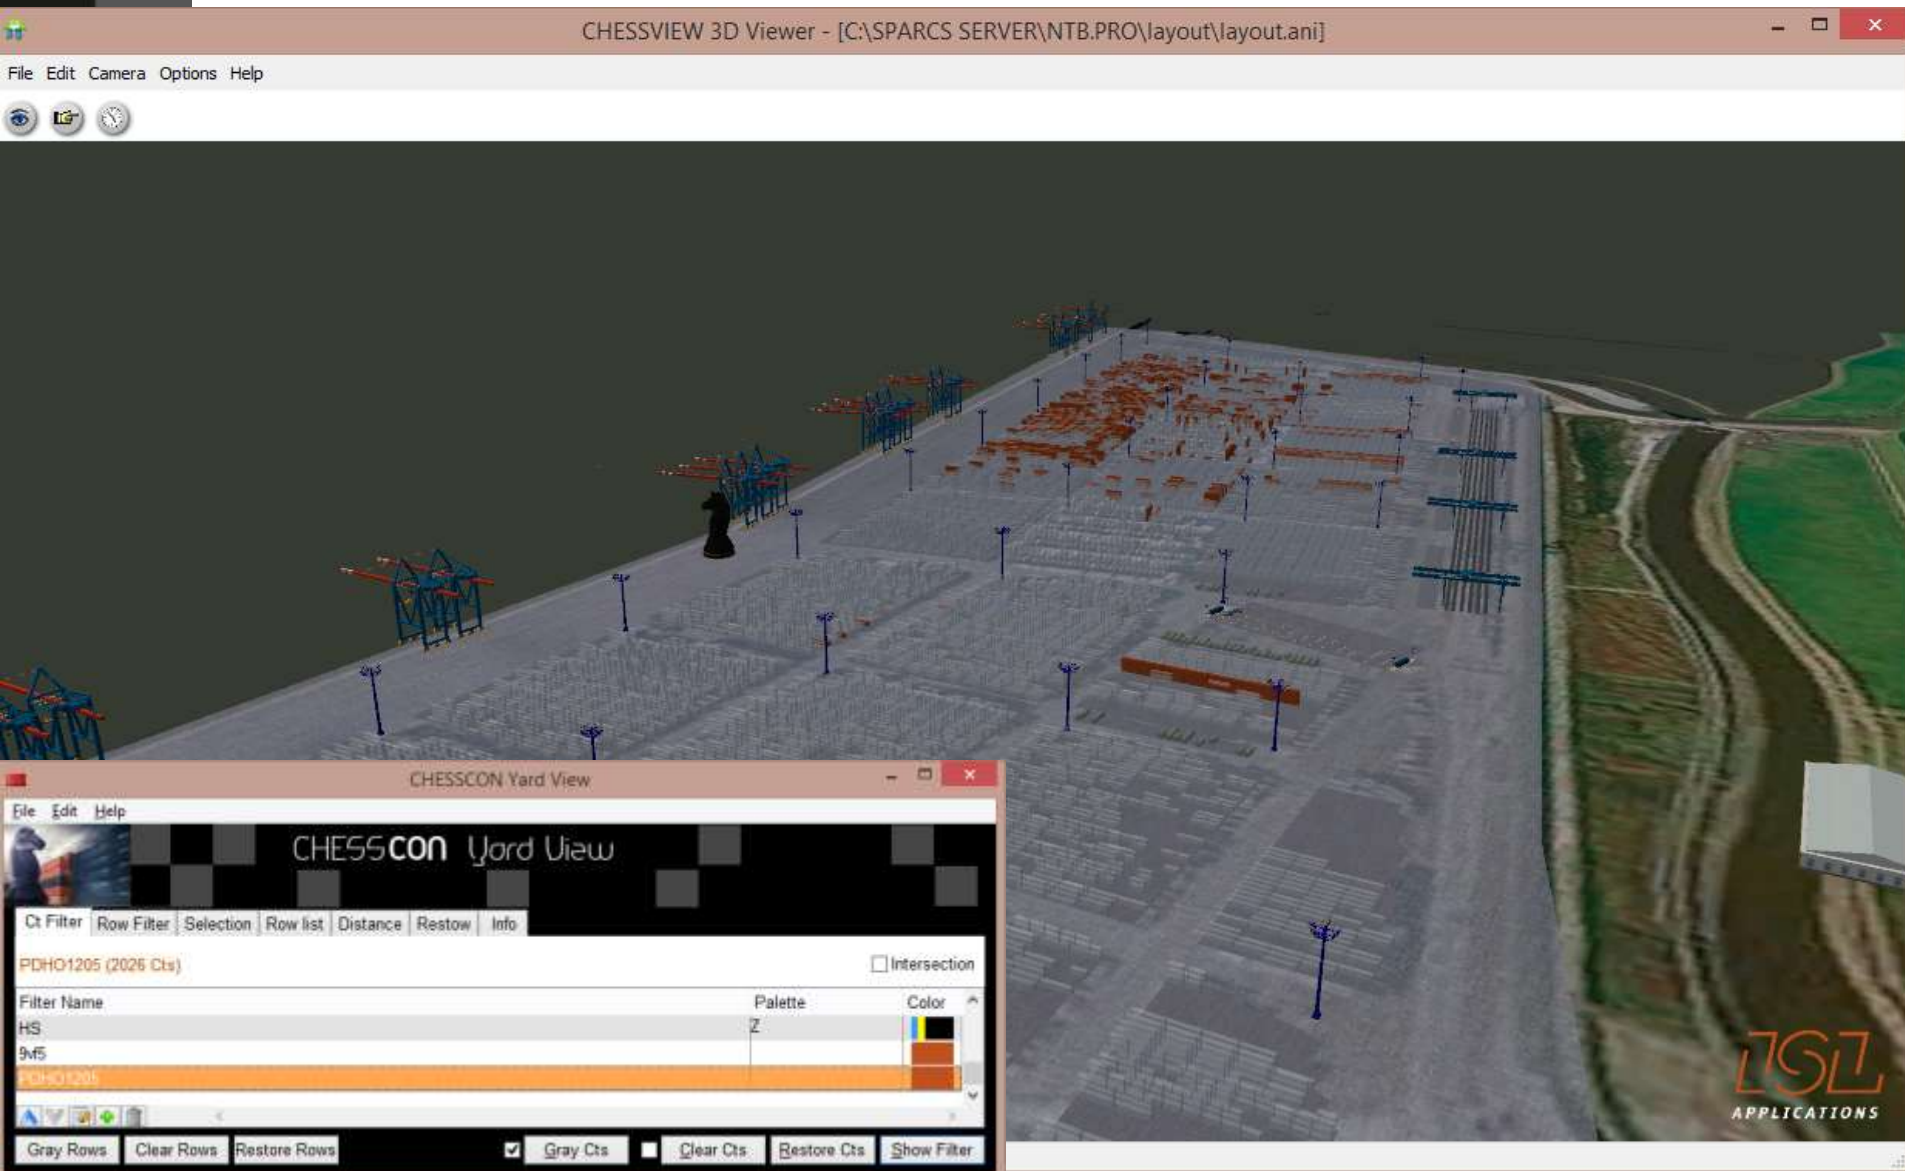 CHESSVIEW 3D Viewer - [C:\SPARCS SERVER\NTB.PRO\layout\layout.ani]
File Edit Camera Options Help
CHESSCON Yard View
File Edit Help
CHESSCON Yard View
Ct Filter Row Filter Selection Row list Distance Restow Info
PDHO1205 (2026 Cts) Intersection
Filter Name Palette Color
HS Z
9vf5
PDHO1205
Gray Rows Clear Rows Restore Rows Gray Cts Clear Cts Restore Cts Show Filter
ISL
APPLICATIONS